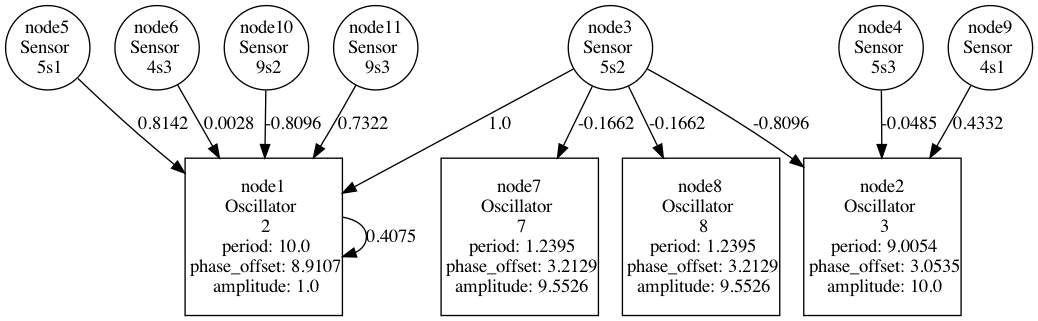 node5
Sensor
5s1
node6
Sensor
4s3
node10
Sensor
9s2
node11
Sensor
9s3
node3
Sensor
5s2
node4
Sensor
5s3
node9
Sensor
4s1
0.8142
0.0028
-0.8096
0.7322
1.0
-0.1662
-0.1662
-0.8096
-0.0485
0.4332
node1
Oscillator
2
period: 10.0
phase_offset: 8.9107
amplitude: 1.0
0.4075
node7
Oscillator
7
period: 1.2395
phase_offset: 3.2129
amplitude: 9.5526
node8
Oscillator
8
period: 1.2395
phase_offset: 3.2129
amplitude: 9.5526
node2
Oscillator
3
period: 9.0054
phase_offset: 3.0535
amplitude: 10.0